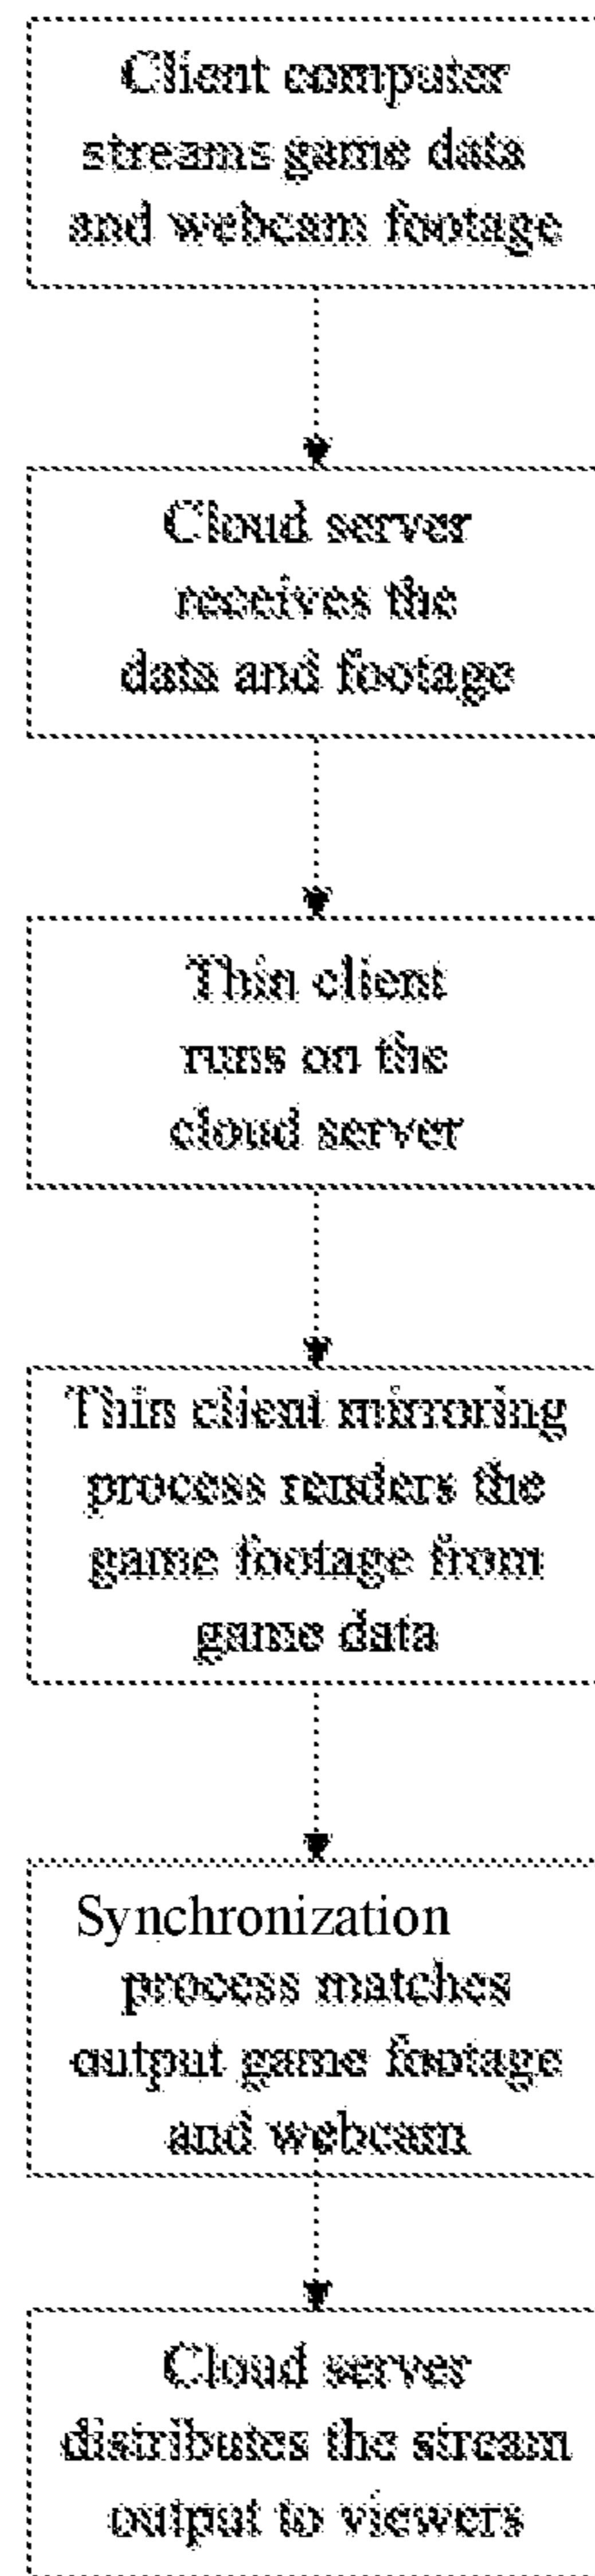 Client computer
streams game data
and webcam footage
Cloud server
receives the
data and footage
Thin client
runs on the
cloud server
Thin client mirroring
process renders the
game footage from
game data
Synchronization
process matches
output game footage
and webcam
Cloud server
distributes the stream
output to viewers